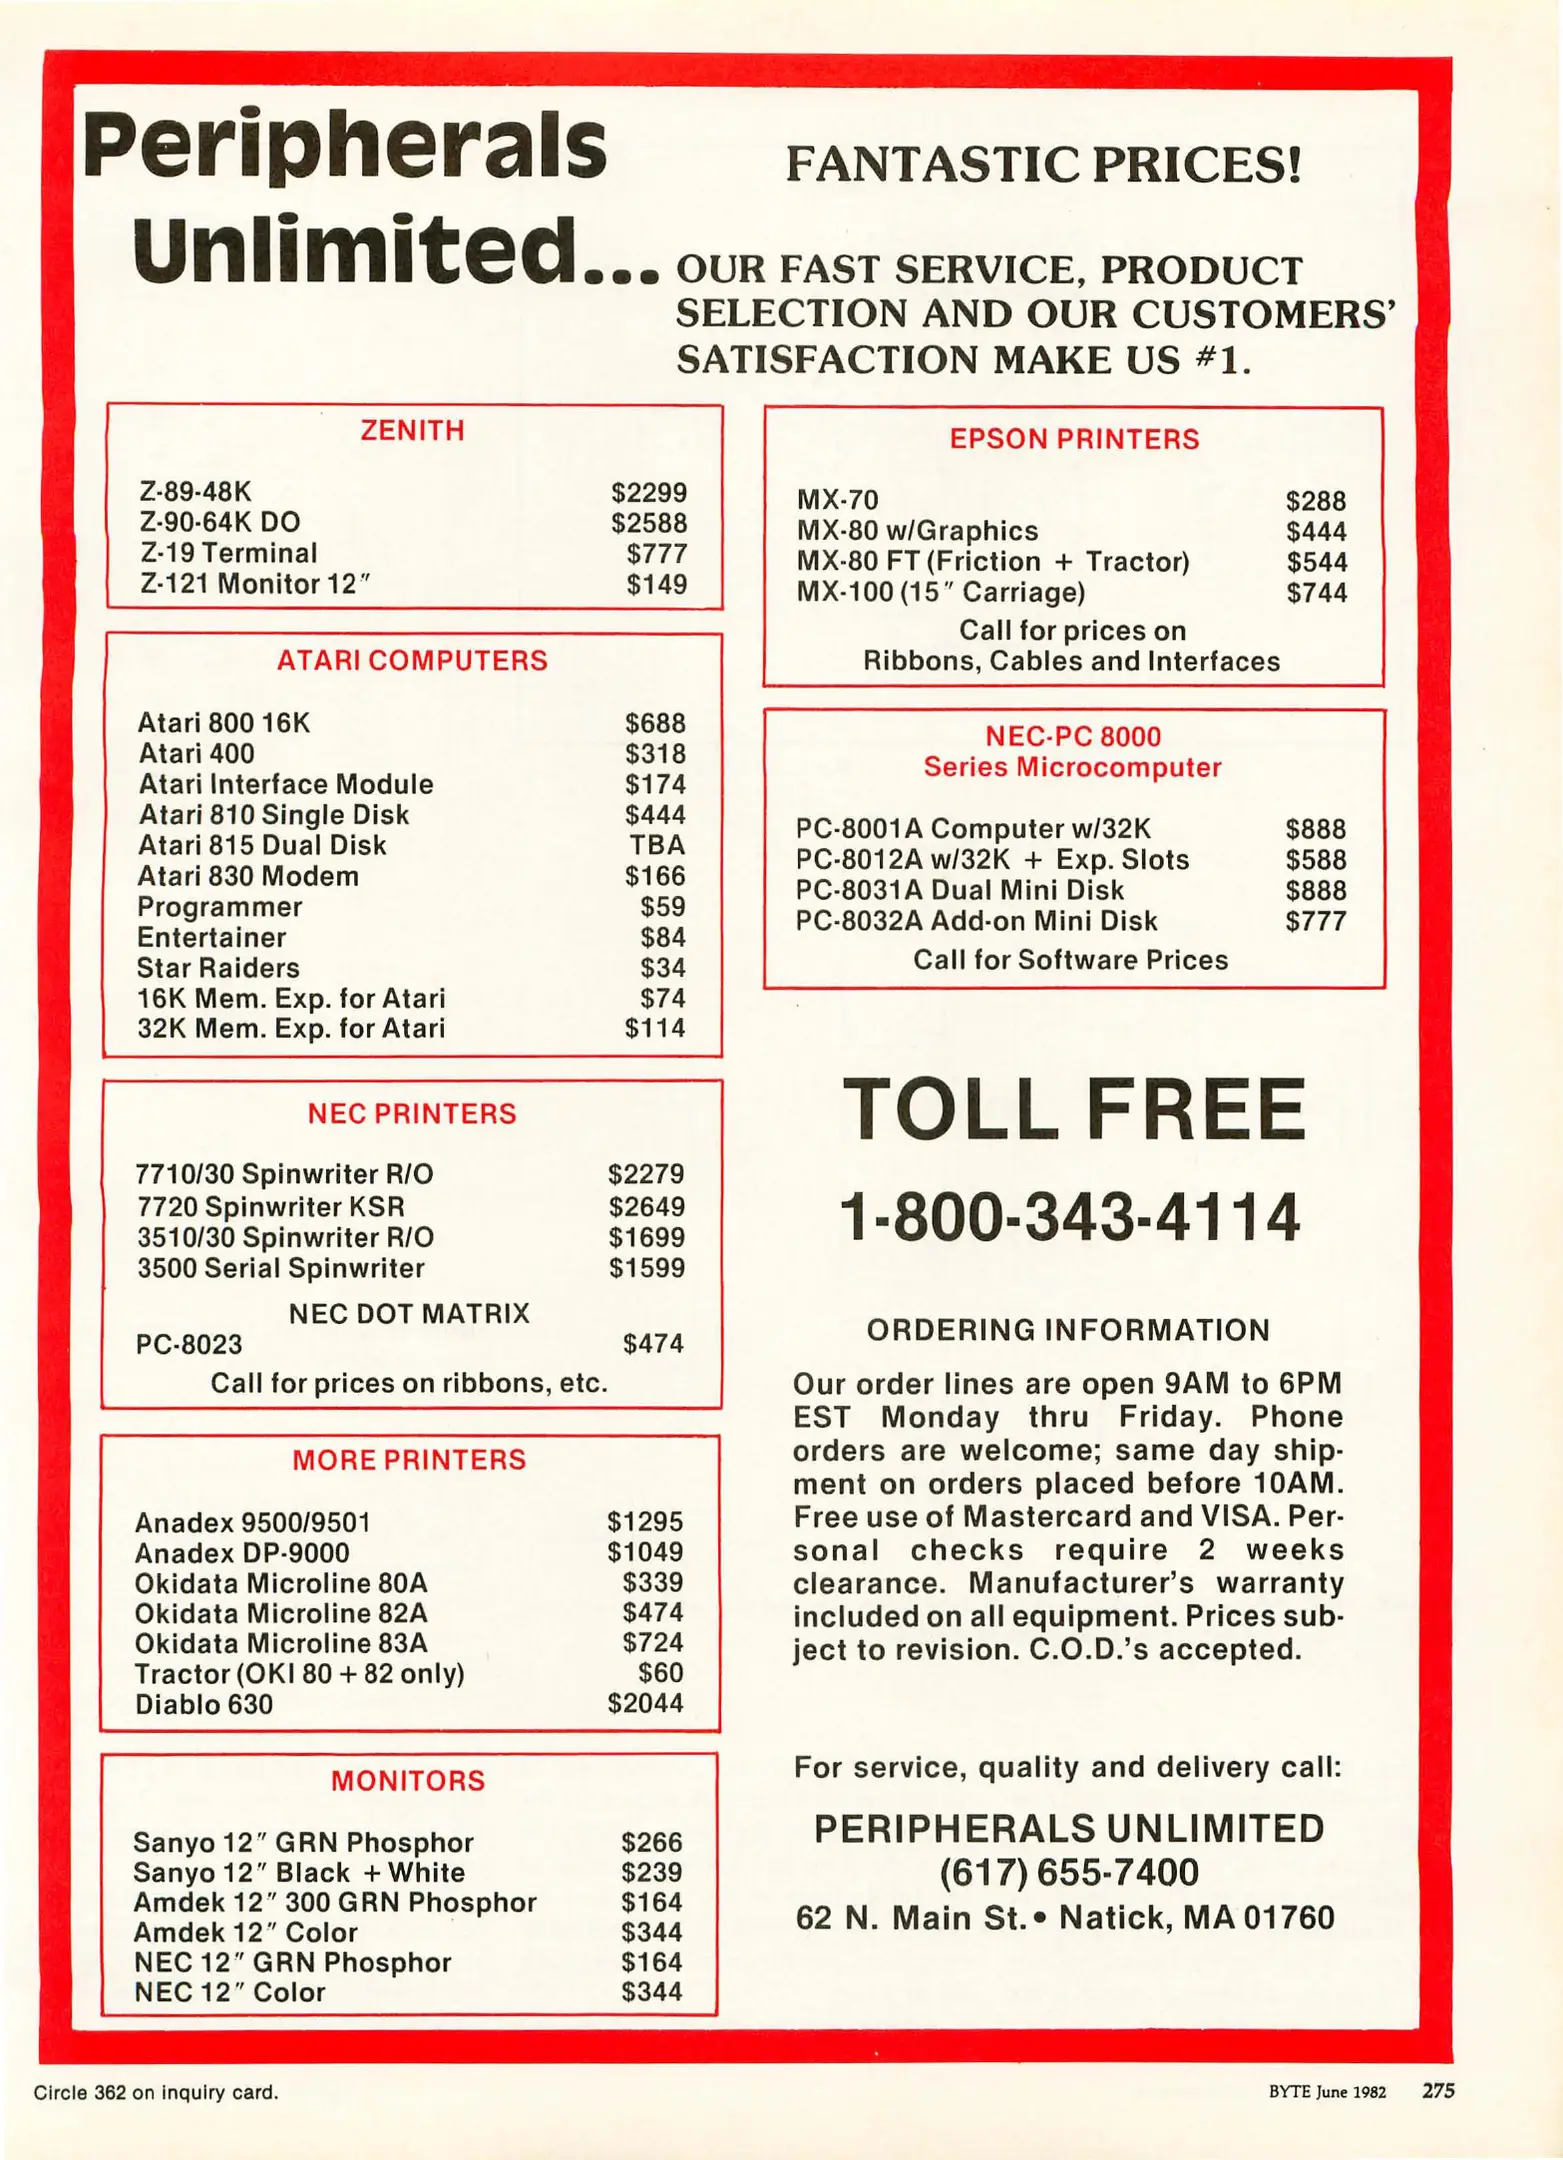 Peripherals
Unlimited...
FANTASTIC PRICES!
OUR FAST SERVICE, PRODUCT
SELECTION AND OUR CUSTOMERS'
SATISFACTION MAKE US #1.
ZENITH
Z-89-48K $2299
Z-90-64K DO $2588
Z-19 Terminal $777
Z-121 Monitor 12" $149
ATARI COMPUTERS
Atari 800 16K $688
Atari 400 $318
Atari Interface Module $174
Atari 810 Single Disk $444
Atari 815 Dual Disk TBA
Atari 830 Modem $166
Programmer $59
Entertainer $84
Star Raiders $34
16K Mem. Exp. for Atari $74
32K Mem. Exp. for Atari $114
NEC PRINTERS
7710/30 Spinwriter R/O $2279
7720 Spinwriter KSR $2649
3510/30 Spinwriter R/O $1699
3500 Serial Spinwriter $1599
NEC DOT MATRIX
PC-8023 $474
Call for prices on ribbons, etc.
MORE PRINTERS
Anadex 9500/9501 $1295
Anadex DP-9000 $1049
Okidata Microline 80A $339
Okidata Microline 82A $474
Okidata Microline 83A $724
Tractor (OKI 80 + 82 only) $60
Diablo 630 $2044
MONITORS
Sanyo 12" GRN Phosphor $266
Sanyo 12" Black + White $239
Amdek 12" 300 GRN Phosphor $164
Amdek 12" Color $344
NEC 12" GRN Phosphor $164
NEC 12" Color $344
EPSON PRINTERS
MX-70 $288
MX-80 w/Graphics $444
MX-80 FT (Friction + Tractor) $544
MX-100 (15" Carriage) $744
Call for prices on
Ribbons, Cables and Interfaces
NEC-PC 8000
Series Microcomputer
PC-8001A Computer w/32K $888
PC-8012A w/32K + Exp. Slots $588
PC-8031A Dual Mini Disk $888
PC-8032A Add-on Mini Disk $777
Call for Software Prices
TOLL FREE
1-800-343-4114
ORDERING INFORMATION
Our order lines are open 9AM to 6PM
EST Monday thru Friday. Phone
orders are welcome; same day ship-
ment on orders placed before 10AM.
Free use of Mastercard and VISA. Per-
sonal checks require 2 weeks
clearance. Manufacturer's warranty
included on all equipment. Prices sub-
ject to revision. C.O.D.'s accepted.
For service, quality and delivery call:
PERIPHERALS UNLIMITED
(617) 655-7400
62 N. Main St. • Natick, MA 01760
Circle 362 on inquiry card.
BYTE June 1982 275